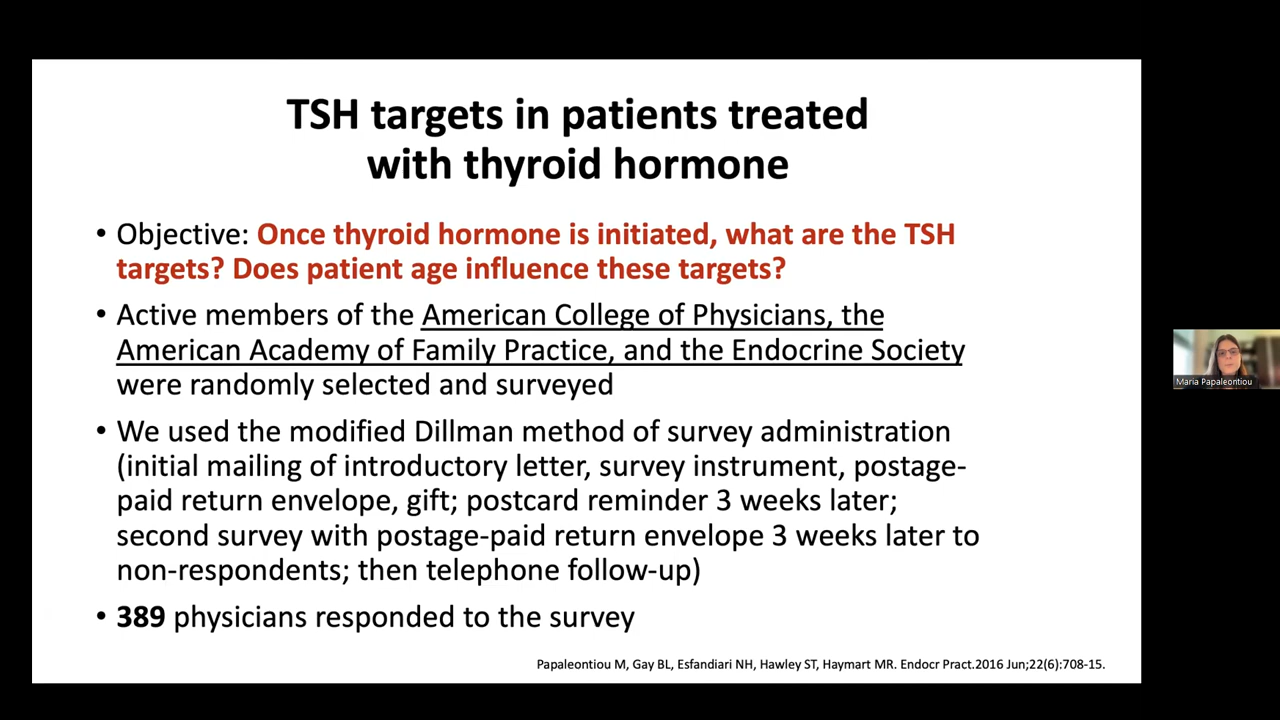 TSH targets in patients treated
with thyroid hormone
• Objective: Once thyroid hormone is initiated, what are the TSH
targets? Does patient age influence these targets?
• Active members of the American College of Physicians, the
American Academy of Family Practice, and the Endocrine Society
were randomly selected and surveyed
• We used the modified Dillman method of survey administration
(initial mailing of introductory letter, survey instrument, postage-
paid return envelope, gift; postcard reminder 3 weeks later;
second survey with postage-paid return envelope 3 weeks later to
non-respondents; then telephone follow-up)
• 389 physicians responded to the survey
Papaleontiou M, Gay BL, Esfandiari NH, Hawley ST, Haymart MR. Endocr Pract.2016 Jun;22(6):708-15.
Maria Papaleontiou